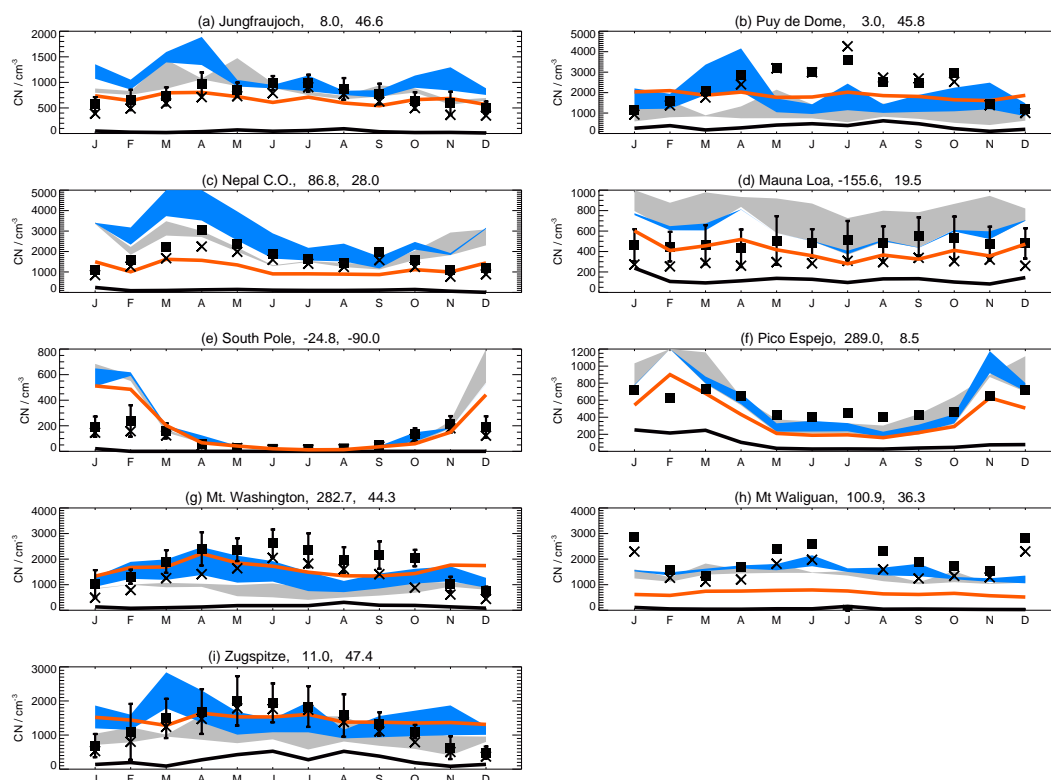 (a) Jungfraujoch, 8.0, 46.6
2000
1500
1000
500
0
CN / cm-3
J F M A M J J A S O N D
(b) Puy de Dome, 3.0, 45.8
5000
4000
3000
2000
1000
0
CN / cm-3
J F M A M J J A S O N D
(c) Nepal C.O., 86.8, 28.0
5000
4000
3000
2000
1000
0
CN / cm-3
J F M A M J J A S O N D
(d) Mauna Loa, -155.6, 19.5
1000
800
600
400
200
0
CN / cm-3
J F M A M J J A S O N D
(e) South Pole, -24.8, -90.0
800
600
400
200
0
CN / cm-3
J F M A M J J A S O N D
(f) Pico Espejo, 289.0, 8.5
1200
1000
800
600
400
200
0
CN / cm-3
J F M A M J J A S O N D
(g) Mt. Washington, 282.7, 44.3
4000
3000
2000
1000
0
CN / cm-3
J F M A M J J A S O N D
(h) Mt Waliguan, 100.9, 36.3
4000
3000
2000
1000
0
CN / cm-3
J F M A M J J A S O N D
(i) Zugspitze, 11.0, 47.4
3000
2000
1000
0
CN / cm-3
J F M A M J J A S O N D